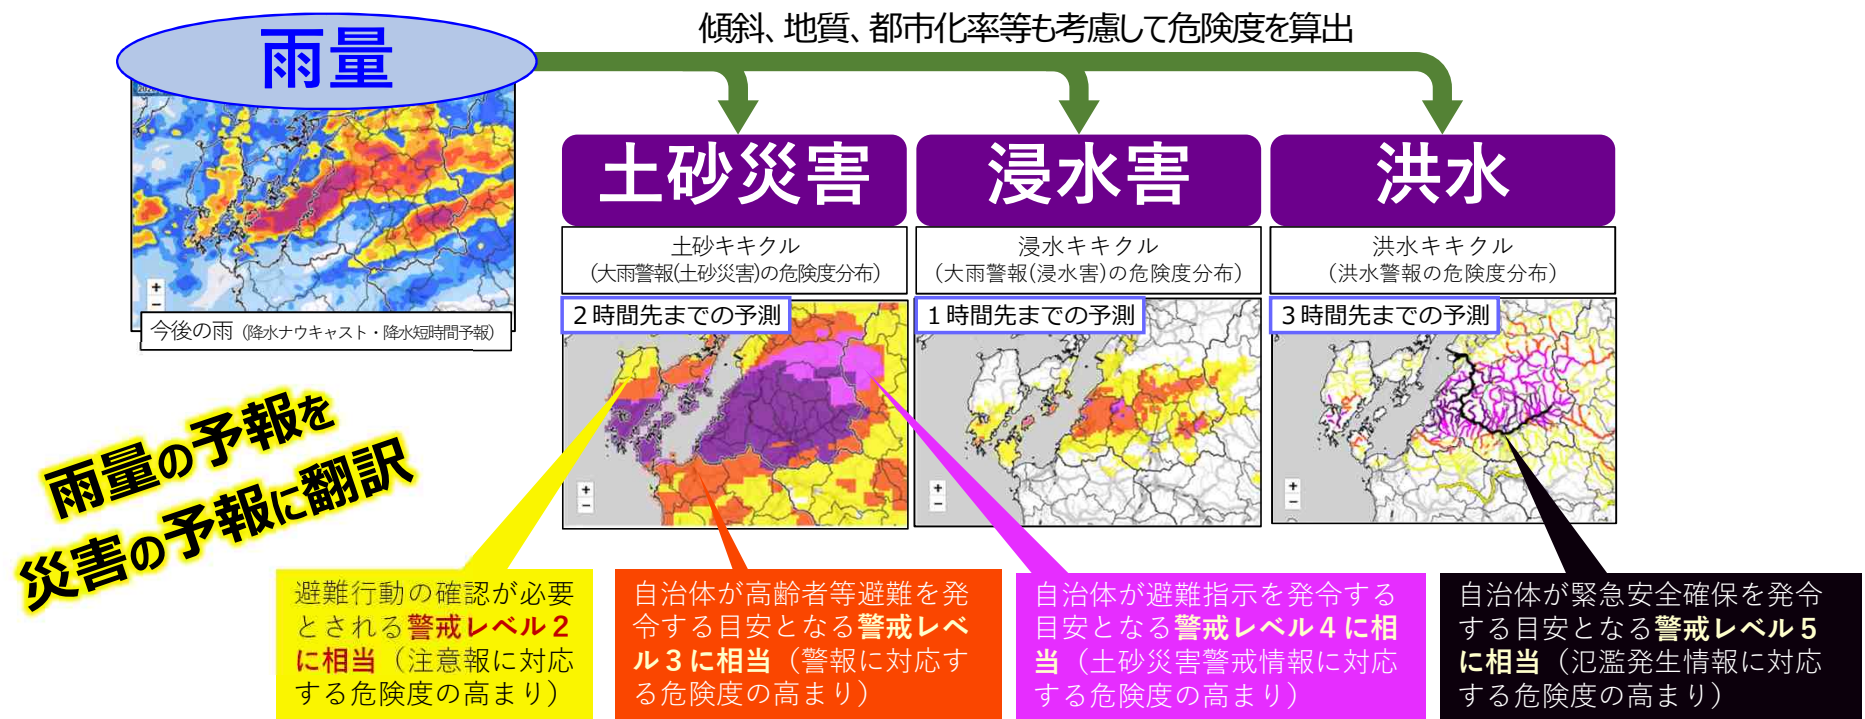 傾斜、地質、都市化率等も考慮して危険度を算出
雨量
今後の雨（降水ナウキャスト・降水短時間予報）
土砂災害
浸水害
洪水
土砂キキクル
（大雨警報(土砂災害)の危険度分布）
浸水キキクル
（大雨警報(浸水害)の危険度分布）
洪水キキクル
（洪水警報の危険度分布）
２時間先までの予測
１時間先までの予測
３時間先までの予測
+
−
+
−
+
−
+
−
雨量の予報を
災害の予報に翻訳
避難行動の確認が必要
とされる警戒レベル２
に相当（注意報に対応
する危険度の高まり）
自治体が高齢者等避難を発
令する目安となる警戒レベ
ル３に相当（警報に対応す
る危険度の高まり）
自治体が避難指示を発令する
目安となる警戒レベル４に相
当（土砂災害警戒情報に対応
する危険度の高まり）
自治体が緊急安全確保を発令
する目安となる警戒レベル５
に相当（氾濫発生情報に対応
する危険度の高まり）